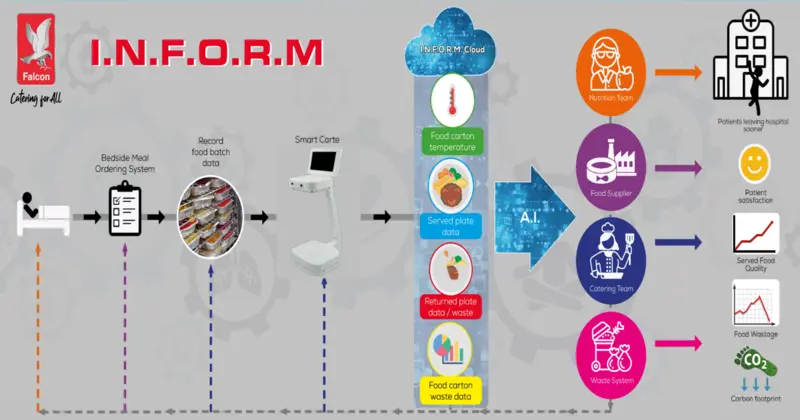 Falcon
Catering for All
I.N.F.O.R.M
Bedside Meal
Ordering System
Record
food batch
data
Smart Carte
I.N.F.O.R.M Cloud
Food carton
temperature
Served plate
data
Returned plate
data / waste
Food carton
waste data
A.I.
Nutrition Team
Food Supplier
Catering Team
Waste System
Patients leaving hospital
sooner
Patient
satisfaction
Served Food
Quality
Food Wastage
CO2
Carbon footprint